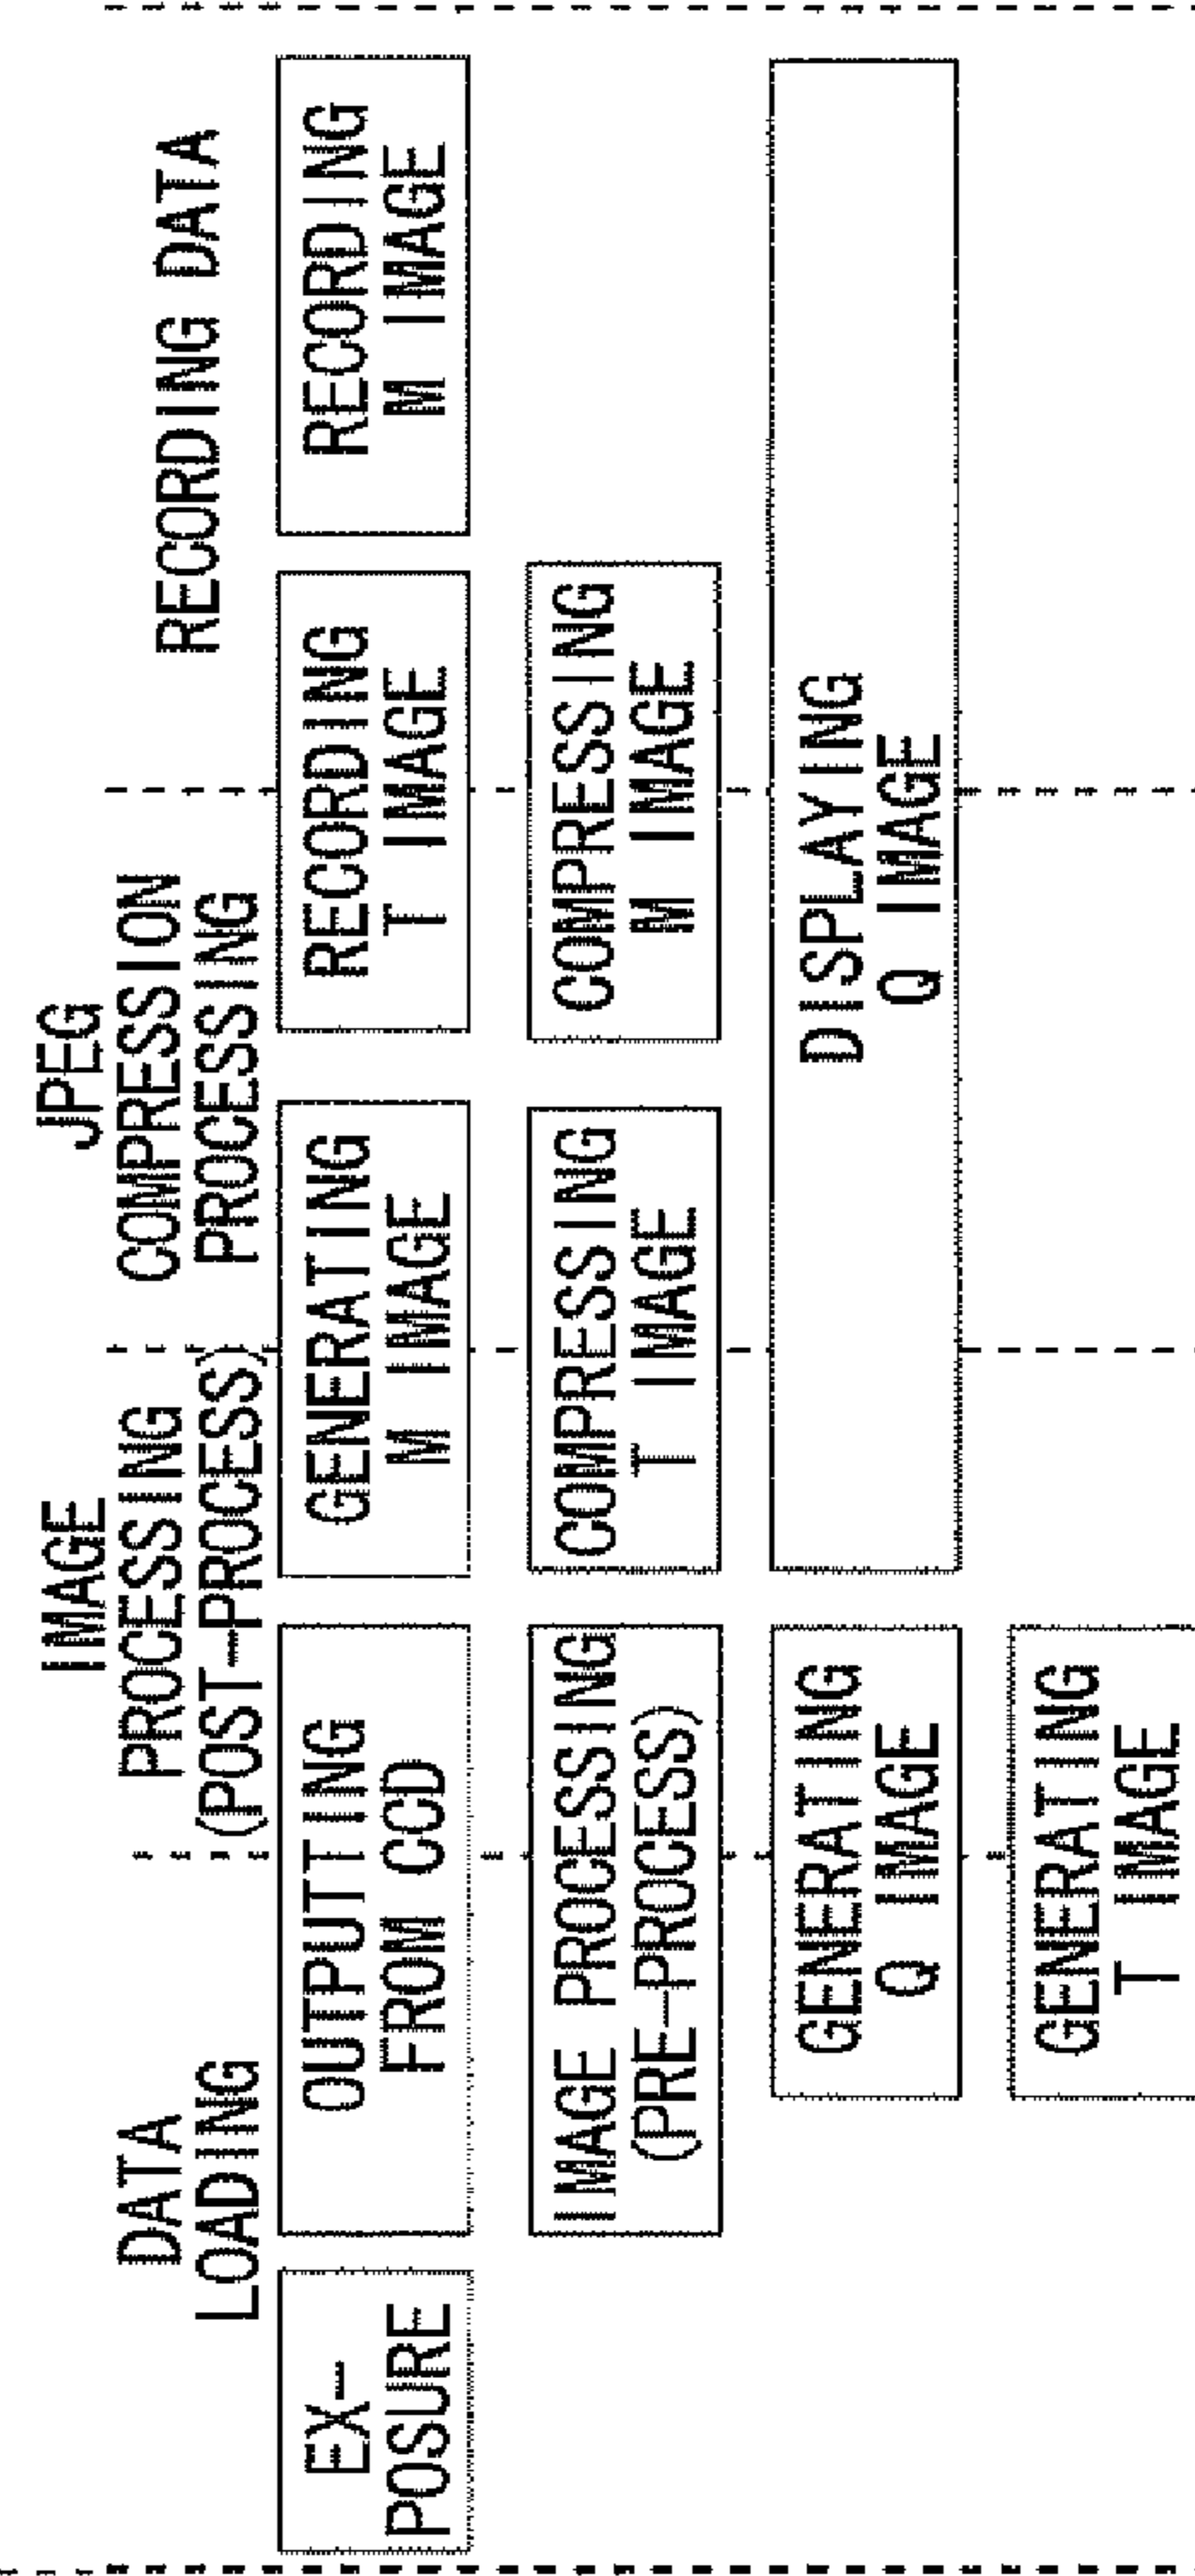 DATA
LOADING
IMAGE
PROCESSING
(POST-PROCESS)
JPEG
COMPRESSION
PROCESSING
RECORDING DATA
EX-
POSURE
OUTPUTTING
FROM CCD
GENERATING
M IMAGE
RECORDING
T IMAGE
RECORDING
M IMAGE
IMAGE PROCESSING
(PRE-PROCESS)
COMPRESSING
T IMAGE
COMPRESSING
M IMAGE
GENERATING
Q IMAGE
DISPLAYING
Q IMAGE
GENERATING
T IMAGE